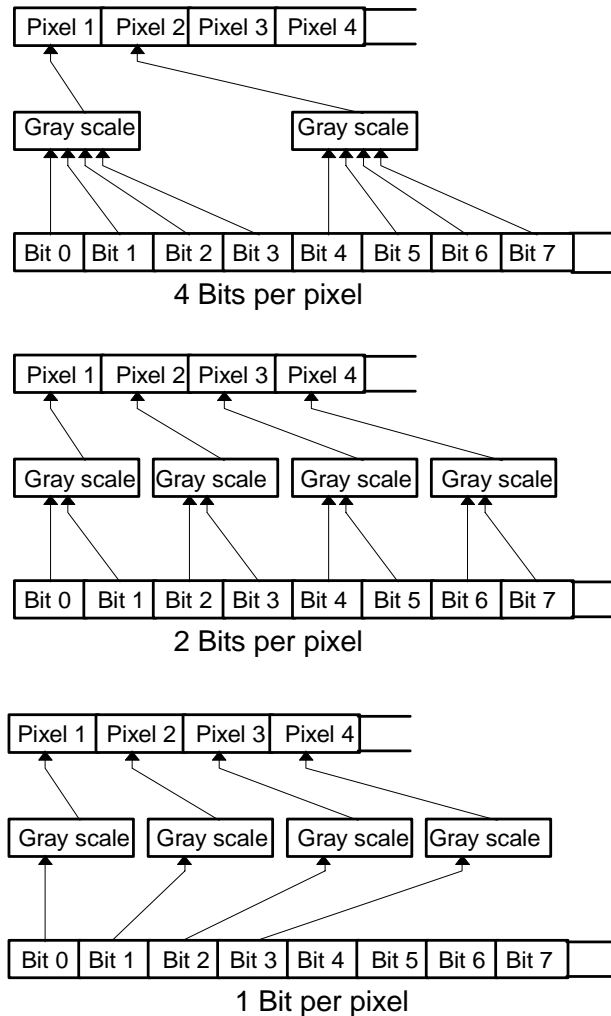 Pixel 1 Pixel 2 Pixel 3 Pixel 4
Gray scale Gray scale
Bit 0 Bit 1 Bit 2 Bit 3 Bit 4 Bit 5 Bit 6 Bit 7
4 Bits per pixel
Pixel 1 Pixel 2 Pixel 3 Pixel 4
Gray scale Gray scale Gray scale Gray scale
Bit 0 Bit 1 Bit 2 Bit 3 Bit 4 Bit 5 Bit 6 Bit 7
2 Bits per pixel
Pixel 1 Pixel 2 Pixel 3 Pixel 4
Gray scale Gray scale Gray scale Gray scale
Bit 0 Bit 1 Bit 2 Bit 3 Bit 4 Bit 5 Bit 6 Bit 7
1 Bit per pixel